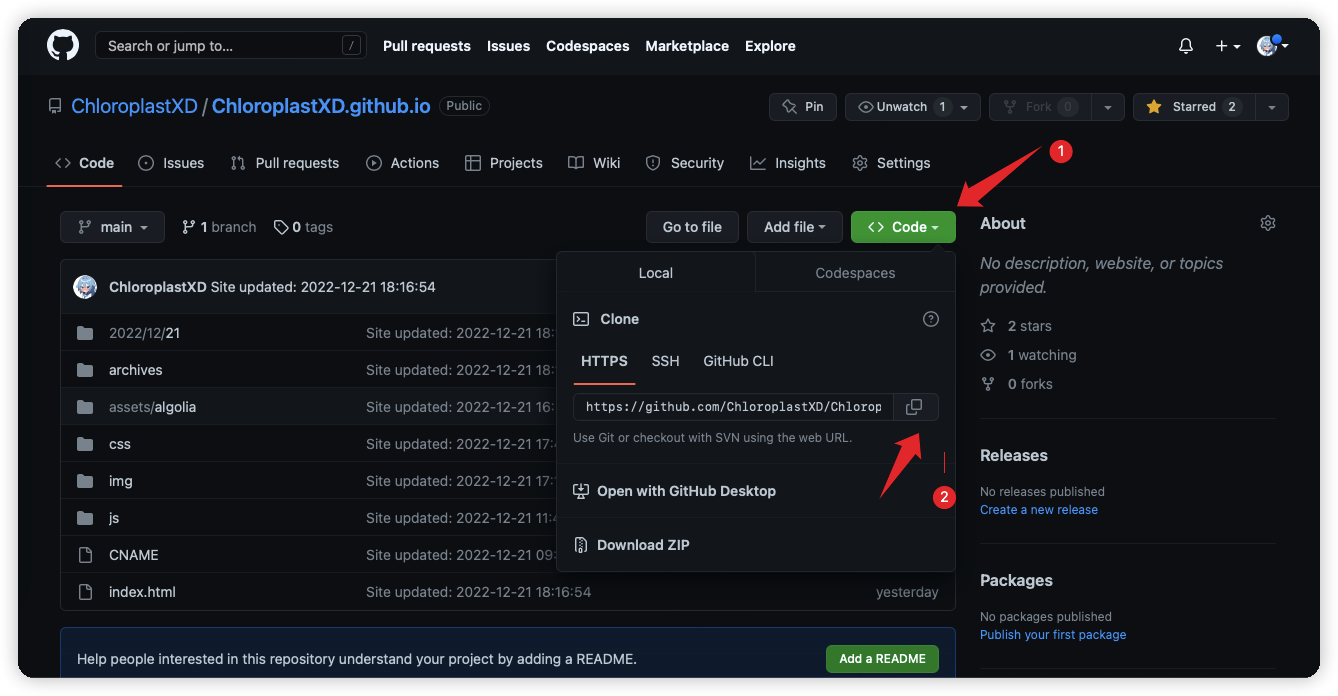 Search or jump to... /
Pull requests Issues Codespaces Marketplace Explore
ChloroplastXD / ChloroplastXD.github.io Public
Pin Unwatch 1 Fork 0 Starred 2
Code Issues Pull requests Actions Projects Wiki Security Insights Settings
1
main 1 branch 0 tags Go to file Add file Code
ChloroplastXD Site updated: 2022-12-21 18:16:54
2022/12/21 Site updated: 2022-12-21 18:
archives Site updated: 2022-12-21 18:
assets/algolia Site updated: 2022-12-21 16:
css Site updated: 2022-12-21 17:
img Site updated: 2022-12-21 17:
js Site updated: 2022-12-21 11:
CNAME Site updated: 2022-12-21 09:
index.html Site updated: 2022-12-21 18:16:54 yesterday
Local Codespaces
Clone
HTTPS SSH GitHub CLI
https://github.com/ChloroplastXD/Chlorop
Use Git or checkout with SVN using the web URL.
2
Open with GitHub Desktop
Download ZIP
Help people interested in this repository understand your project by adding a README. Add a README
About
No description, website, or topics
provided.
2 stars
1 watching
0 forks
Releases
No releases published
Create a new release
Packages
No packages published
Publish your first package